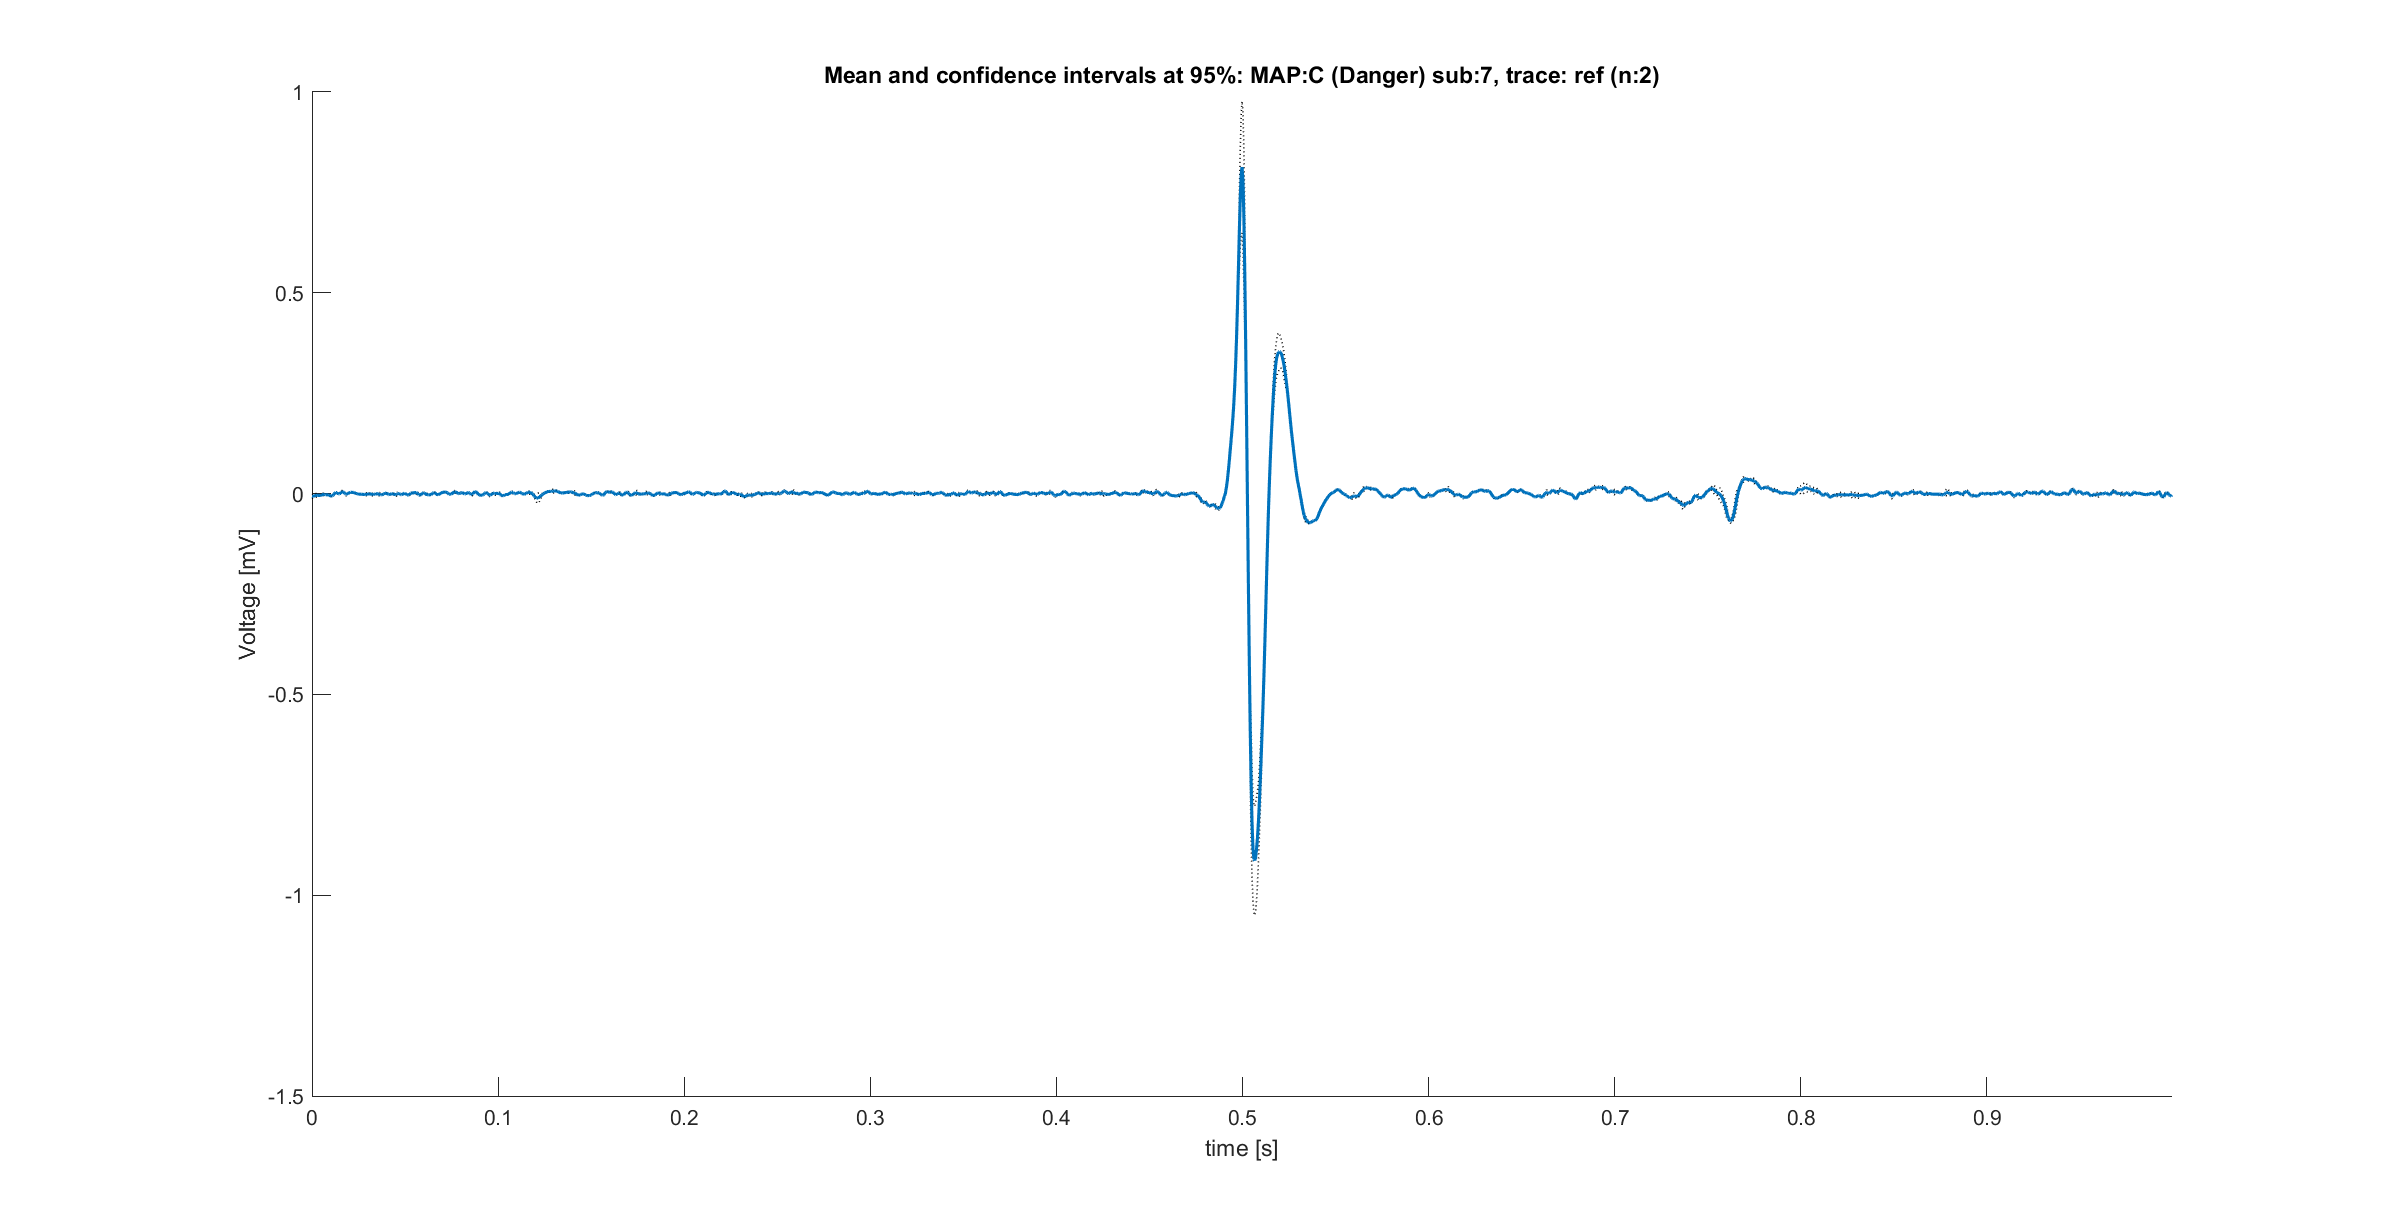 Mean and confidence intervals at 95%: MAP:C (Danger) sub:7, trace: ref (n:2)
1
0.5
0
-0.5
-1
-1.5
Voltage [mV]
0 0.1 0.2 0.3 0.4 0.5 0.6 0.7 0.8 0.9
time [s]